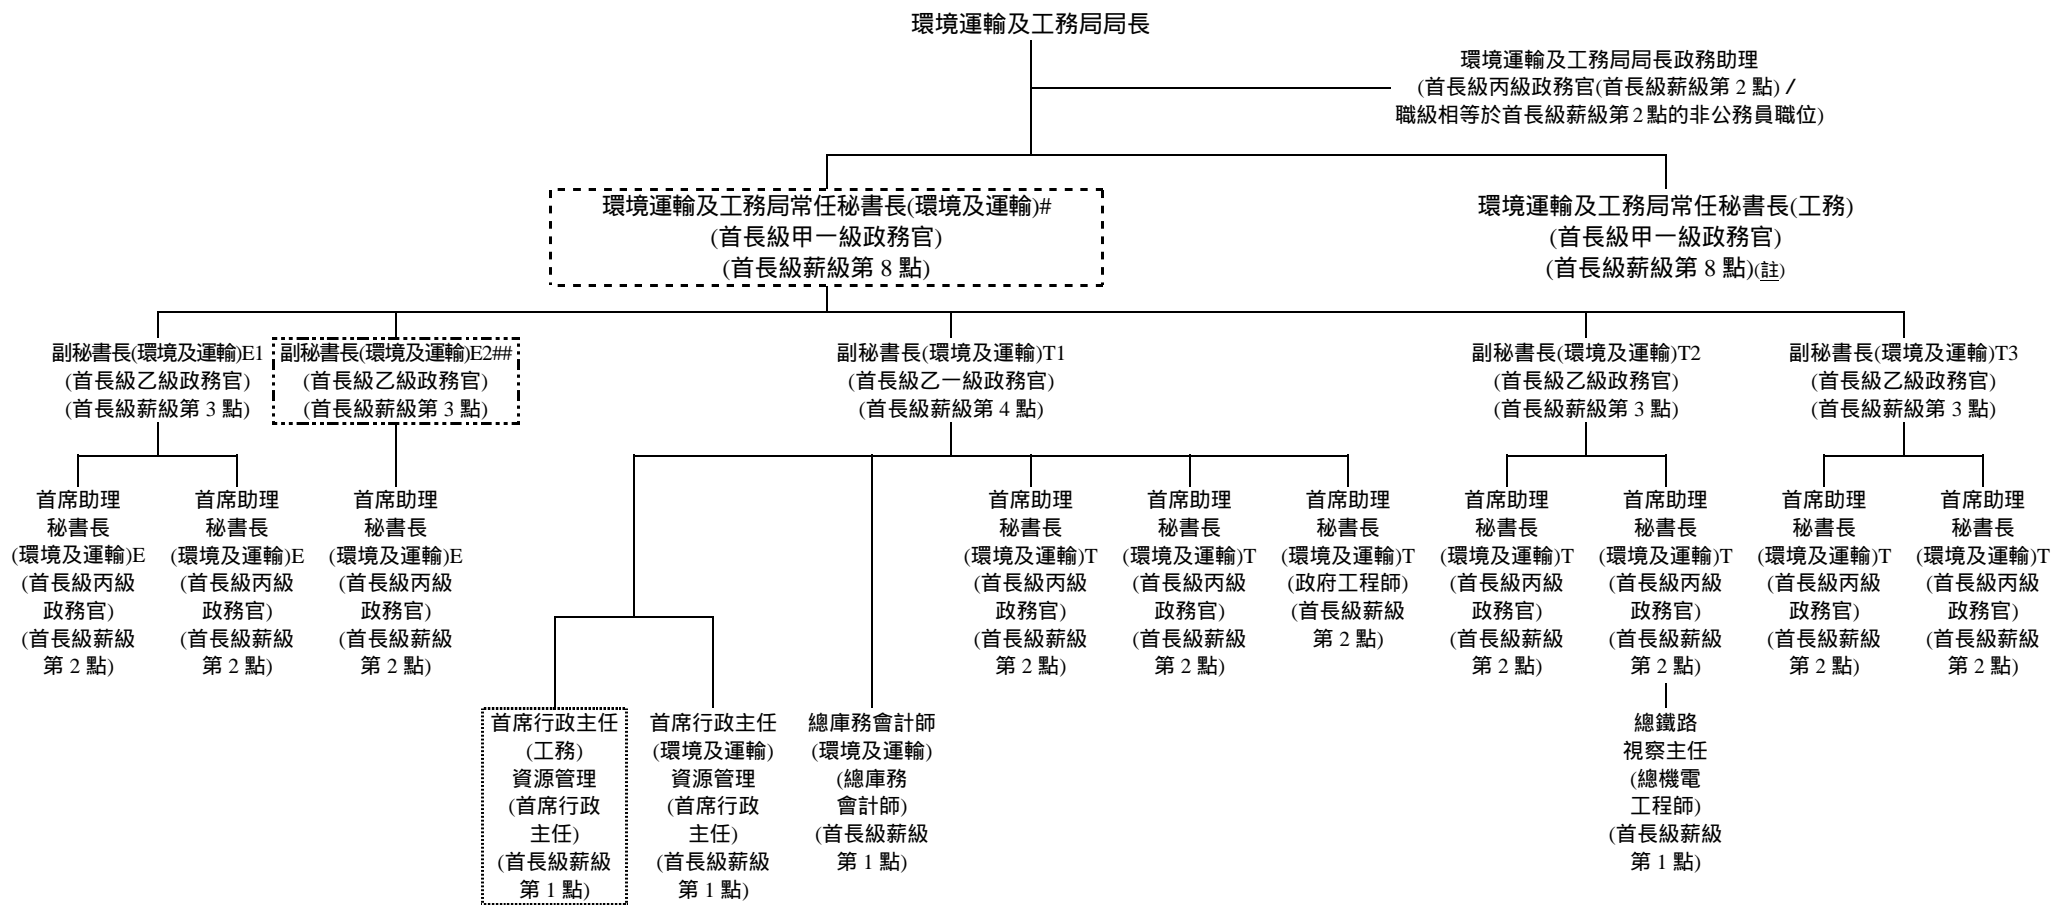 環境運輸及工務局局長
環境運輸及工務局局長政務助理
(首長級丙級政務官(首長級薪級第 2 點) /
職級相等於首長級薪級第 2 點的非公務員職位)
環境運輸及工務局常任秘書長(環境及運輸)#
(首長級甲一級政務官)
(首長級薪級第 8 點)
環境運輸及工務局常任秘書長(工務)
(首長級甲一級政務官)
(首長級薪級第 8 點)(註)
副秘書長(環境及運輸)E1
(首長級乙級政務官)
(首長級薪級第 3 點)
副秘書長(環境及運輸)E2##
(首長級乙級政務官)
(首長級薪級第 3 點)
副秘書長(環境及運輸)T1
(首長級乙一級政務官)
(首長級薪級第 4 點)
副秘書長(環境及運輸)T2
(首長級乙級政務官)
(首長級薪級第 3 點)
副秘書長(環境及運輸)T3
(首長級乙級政務官)
(首長級薪級第 3 點)
首席助理
秘書長
(環境及運輸)E
(首長級丙級
政務官)
(首長級薪級
第 2 點)
首席助理
秘書長
(環境及運輸)E
(首長級丙級
政務官)
(首長級薪級
第 2 點)
首席助理
秘書長
(環境及運輸)E
(首長級丙級
政務官)
(首長級薪級
第 2 點)
首席助理
秘書長
(環境及運輸)T
(首長級丙級
政務官)
(首長級薪級
第 2 點)
首席助理
秘書長
(環境及運輸)T
(首長級丙級
政務官)
(首長級薪級
第 2 點)
首席助理
秘書長
(環境及運輸)T
(政府工程師)
(首長級薪級
第 2 點)
首席助理
秘書長
(環境及運輸)T
(首長級丙級
政務官)
(首長級薪級
第 2 點)
首席助理
秘書長
(環境及運輸)T
(首長級丙級
政務官)
(首長級薪級
第 2 點)
首席助理
秘書長
(環境及運輸)T
(首長級丙級
政務官)
(首長級薪級
第 2 點)
首席助理
秘書長
(環境及運輸)T
(首長級丙級
政務官)
(首長級薪級
第 2 點)
首席行政主任
(工務)
資源管理
(首席行政
主任)
(首長級薪級
第 1 點)
首席行政主任
(環境及運輸)
資源管理
(首席行政
主任)
(首長級薪級
第 1 點)
總庫務會計師
(環境及運輸)
(總庫務
會計師)
(首長級薪級
第 1 點)
總鐵路
視察主任
(總機電
工程師)
(首長級薪級
第 1 點)